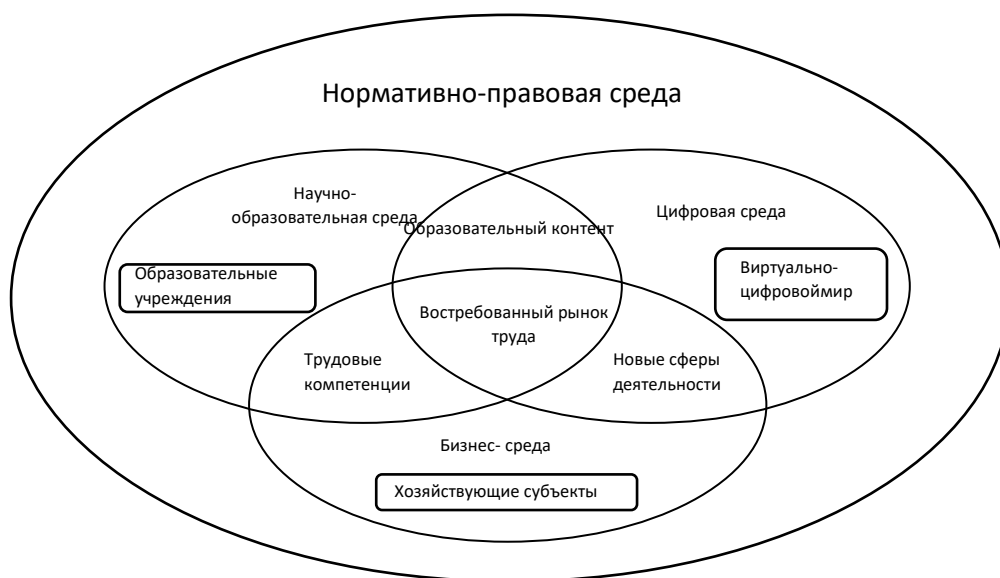 Нормативно-правовая среда
Научно-
образовательная среда
Образовательный контент
Цифровая среда
Образовательные
учреждения
Виртуально-
цифровоймир
Востребованный рынок
труда
Трудовые
компетенции
Новые сферы
деятельности
Бизнес- среда
Хозяйствующие субъекты